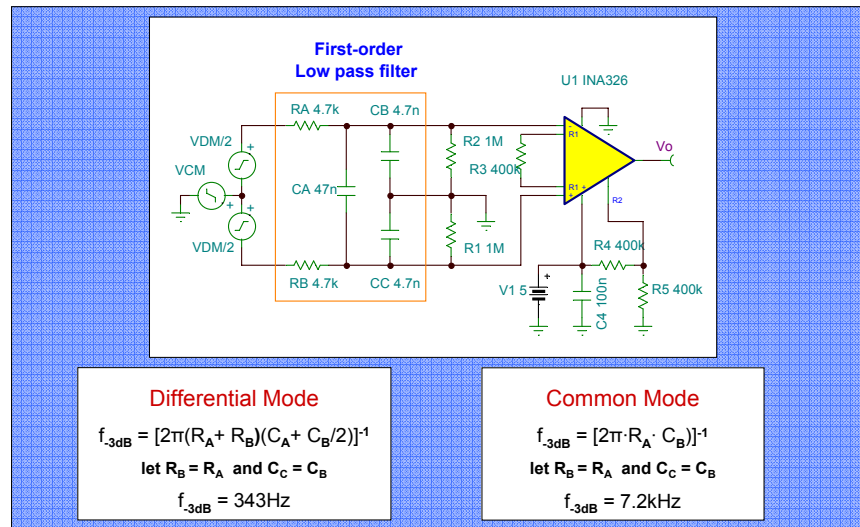 First-order
Low pass filter
U1 INA326
RA 4.7k
CB 4.7n
VDM/2
+
R2 1M
-
R1
Vo
VCM
R3 400k
+
CA 47n
+
R1 +
+
R2
VDM/2
R1 1M
R4 400k
RB 4.7k
CC 4.7n
V1 5
+
C4 100n
R5 400k
Differential Mode
f-3dB = [2π(RA+ RB)(CA+ CB/2)]-1
let RB = RA and CC = CB
f-3dB = 343Hz
Common Mode
f-3dB = [2π·RA· CB)]-1
let RB = RA and CC = CB
f-3dB = 7.2kHz